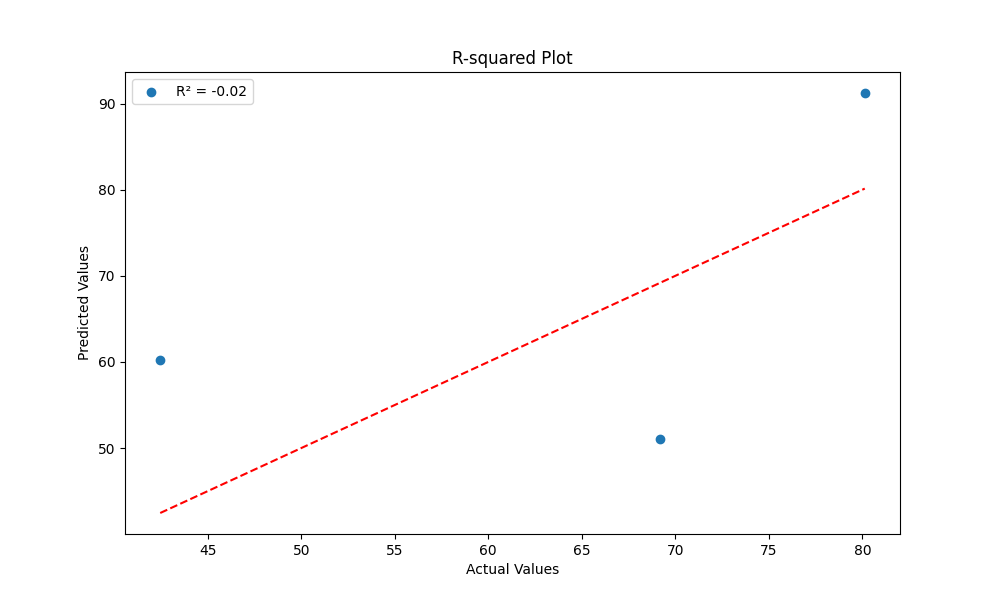 R-squared Plot
R² = -0.02
90
80
70
60
50
Predicted Values
45 50 55 60 65 70 75 80
Actual Values